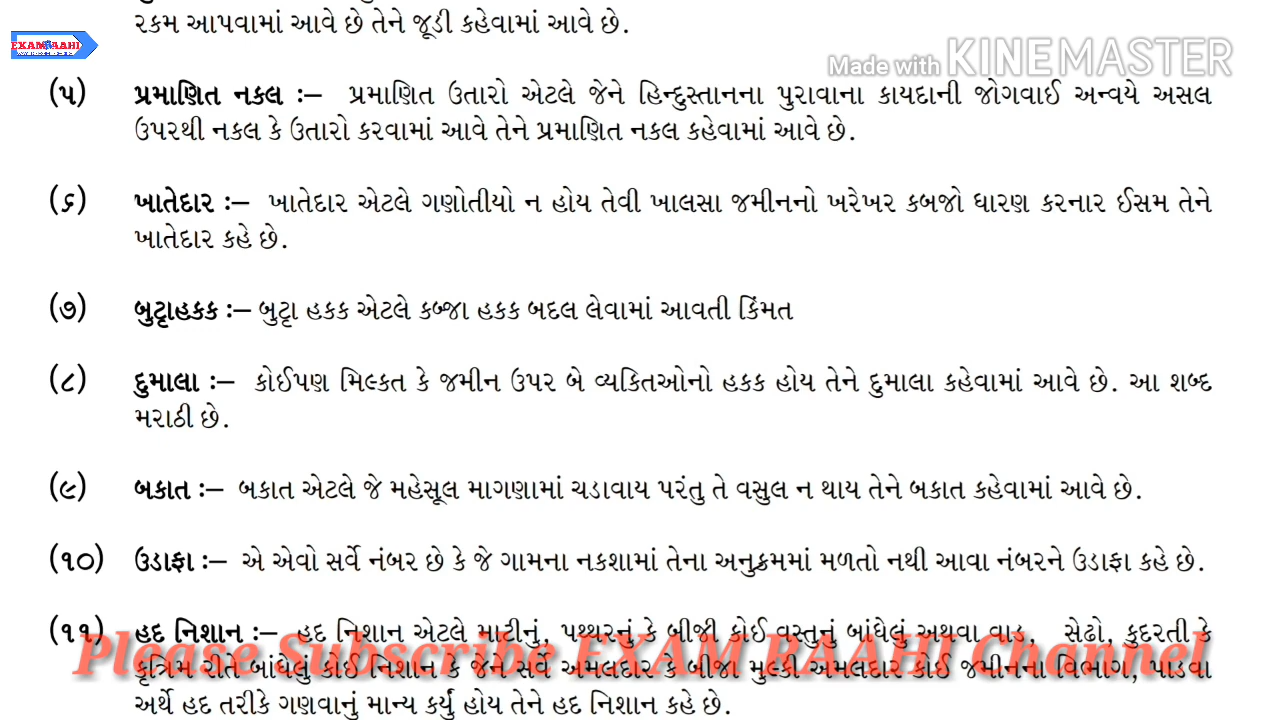 રકમ આપવામાં આવે છે તેને જૂડી કહેવામાં આવે છે.
EXAM RAAHI
Made with KINEMASTER
(૫) પ્રમાણિત નકલ :– પ્રમાણિત ઉતારો એટલે જેને હિન્દુસ્તાનના પુરાવાના કાયદાની જોગવાઈ અન્વયે અસલ
ઉપરથી નકલ કે ઉતારો કરવામાં આવે તેને પ્રમાણિત નકલ કહેવામાં આવે છે.
(૬) ખાતેદાર :– ખાતેદાર એટલે ગણોતીયો ન હોય તેવી ખાલસા જમીનનો ખરેખર કબજો ધારણ કરનાર ઈસમ તેને
ખાતેદાર કહે છે.
(૭) બુટ્ટાહકક :– બુટ્ટા હકક એટલે કબ્જા હકક બદલ લેવામાં આવતી કિંમત
(૮) દુમાલા :– કોઈપણ મિલ્કત કે જમીન ઉપર બે વ્યકિતઓનો હકક હોય તેને દુમાલા કહેવામાં આવે છે. આ શબ્દ
મરાઠી છે.
(૯) બકાત :– બકાત એટલે જે મહેસૂલ માગણામાં ચડાવાય પરંતુ તે વસુલ ન થાય તેને બકાત કહેવામાં આવે છે.
(૧૦) ઉડાફા :– એ એવો સર્વે નંબર છે કે જે ગામના નકશામાં તેના અનુક્રમમાં મળતો નથી આવા નંબરને ઉડાફા કહે છે.
(૧૧) હદ નિશાન :– હદ નિશાન એટલે માટીનું, પથ્થરનું કે બીજી કોઈ વસ્તુનું બાંધેલું અથવા વાડ, સેઢો, કુદરતી કે
Please Subscribe EXAM RAAHI Channel
કૃત્રિમ રીતે બાંધેલું કોઈ નિશાન કે જેને સર્વે અમલદાર કે બીજા મુલ્કી અમલદાર કોઈ જમીનના વિભાગ, પાડવા
અર્થે હદ તરીકે ગણવાનું માન્ય કર્યું હોય તેને હદ નિશાન કહે છે.